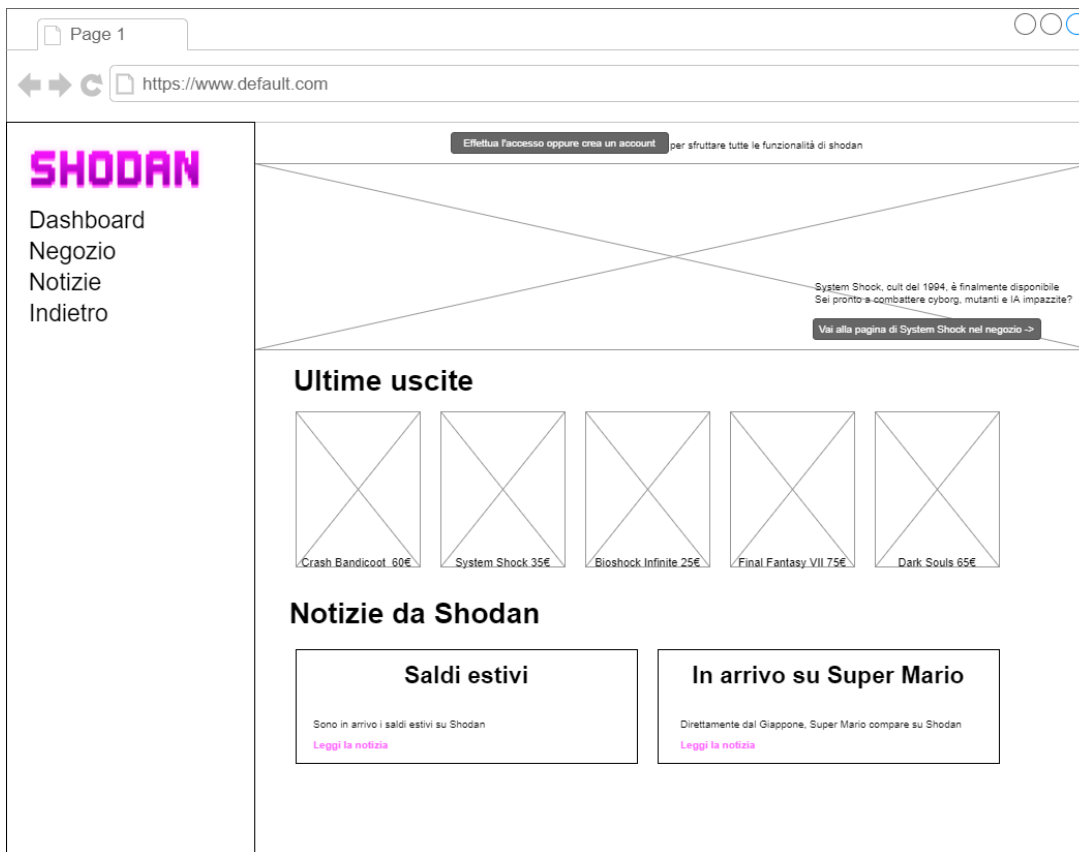 Page 1
https://www.default.com
SHODAN
Dashboard
Negozio
Notizie
Indietro
Effettua l'accesso oppure crea un account per sfruttare tutte le funzionalità di shodan
System Shock, cult del 1994, è finalmente disponibile
Sei pronto a combattere cyborg, mutanti e IA impazzite?
Vai alla pagina di System Shock nel negozio ->
Ultime uscite
Crash Bandicoot 60€
System Shock 35€
Bioshock Infinite 25€
Final Fantasy VII 75€
Dark Souls 65€
Notizie da Shodan
Saldi estivi
Sono in arrivo i saldi estivi su Shodan
Leggi la notizia
In arrivo su Super Mario
Direttamente dal Giappone, Super Mario compare su Shodan
Leggi la notizia